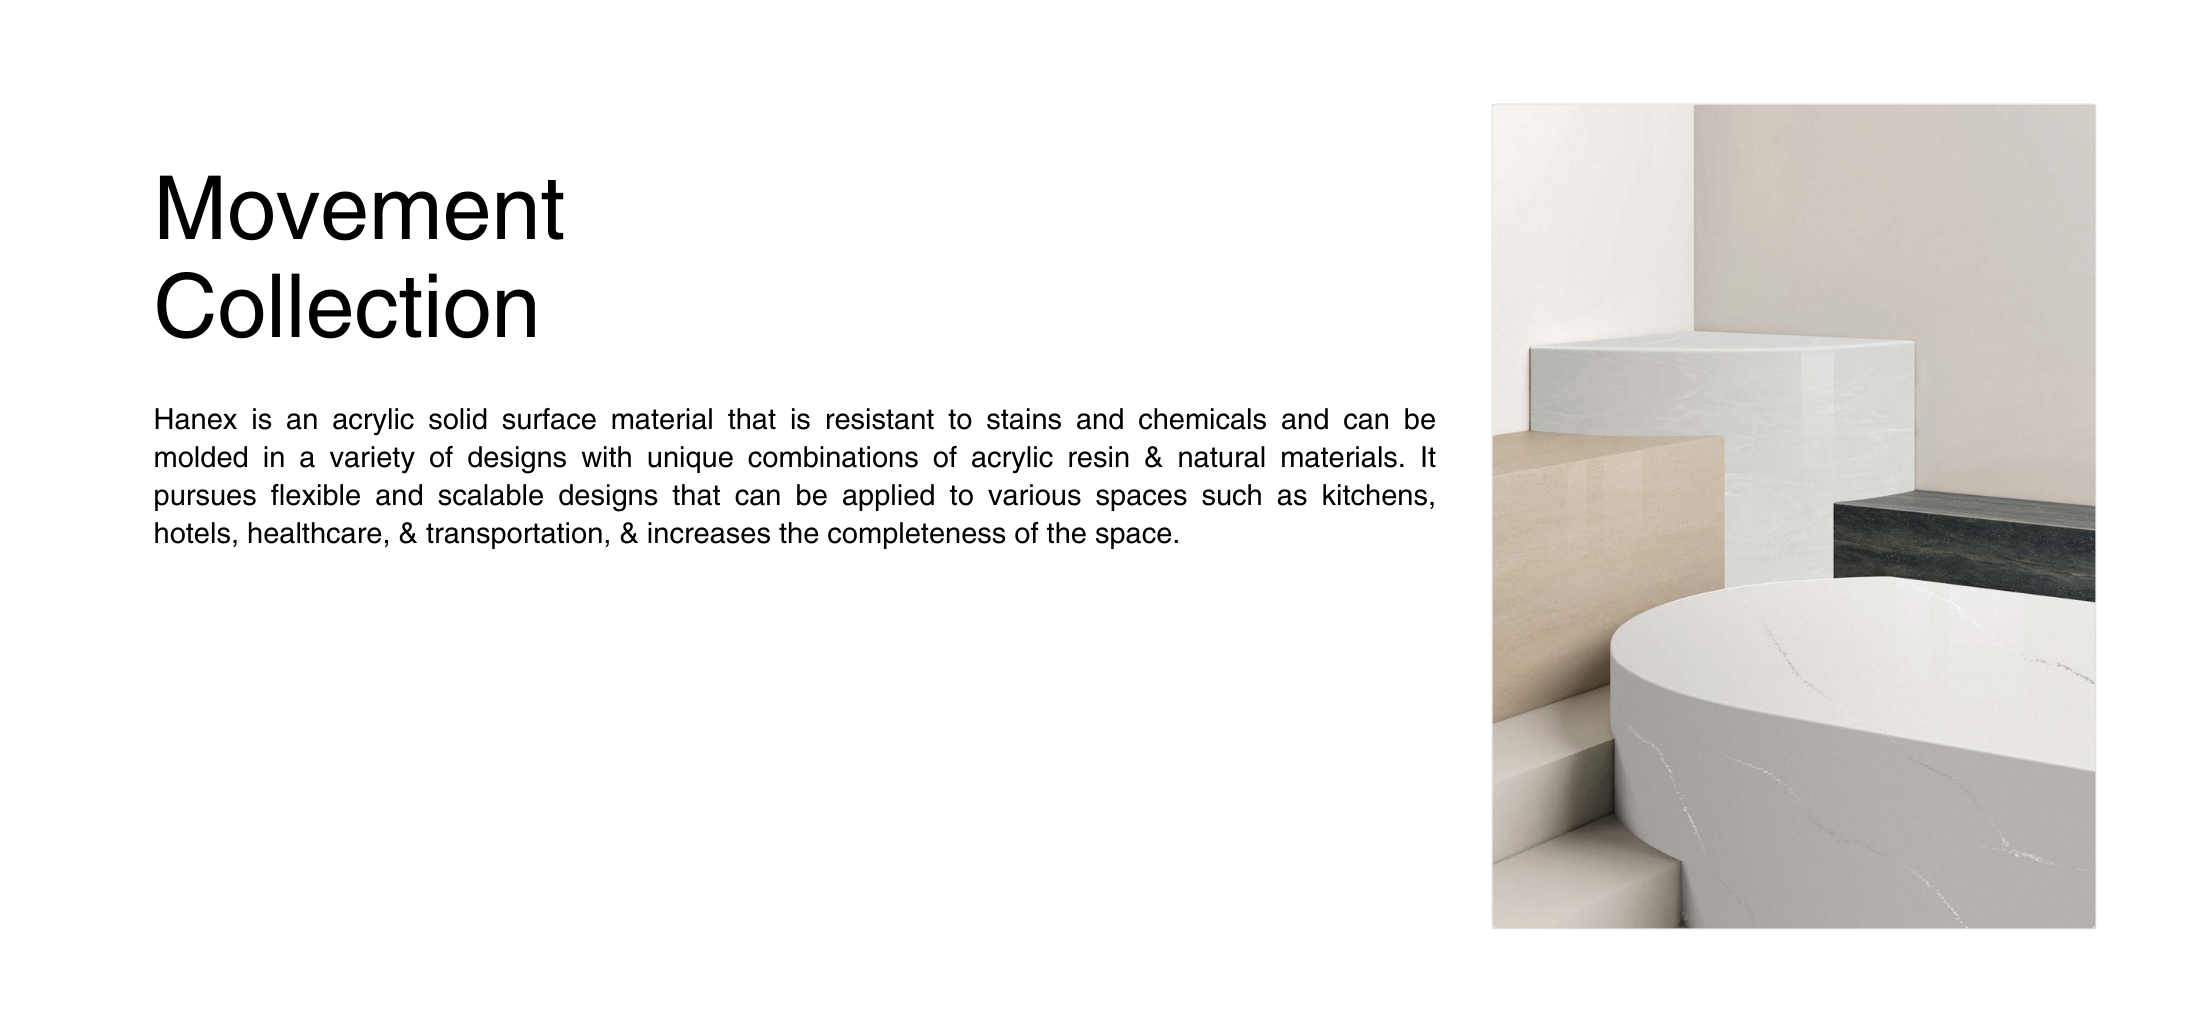 Movement
Collection
Hanex is an acrylic solid surface material that is resistant to stains and chemicals and can be
molded in a variety of designs with unique combinations of acrylic resin & natural materials. It
pursues flexible and scalable designs that can be applied to various spaces such as kitchens,
hotels, healthcare, & transportation, & increases the completeness of the space.